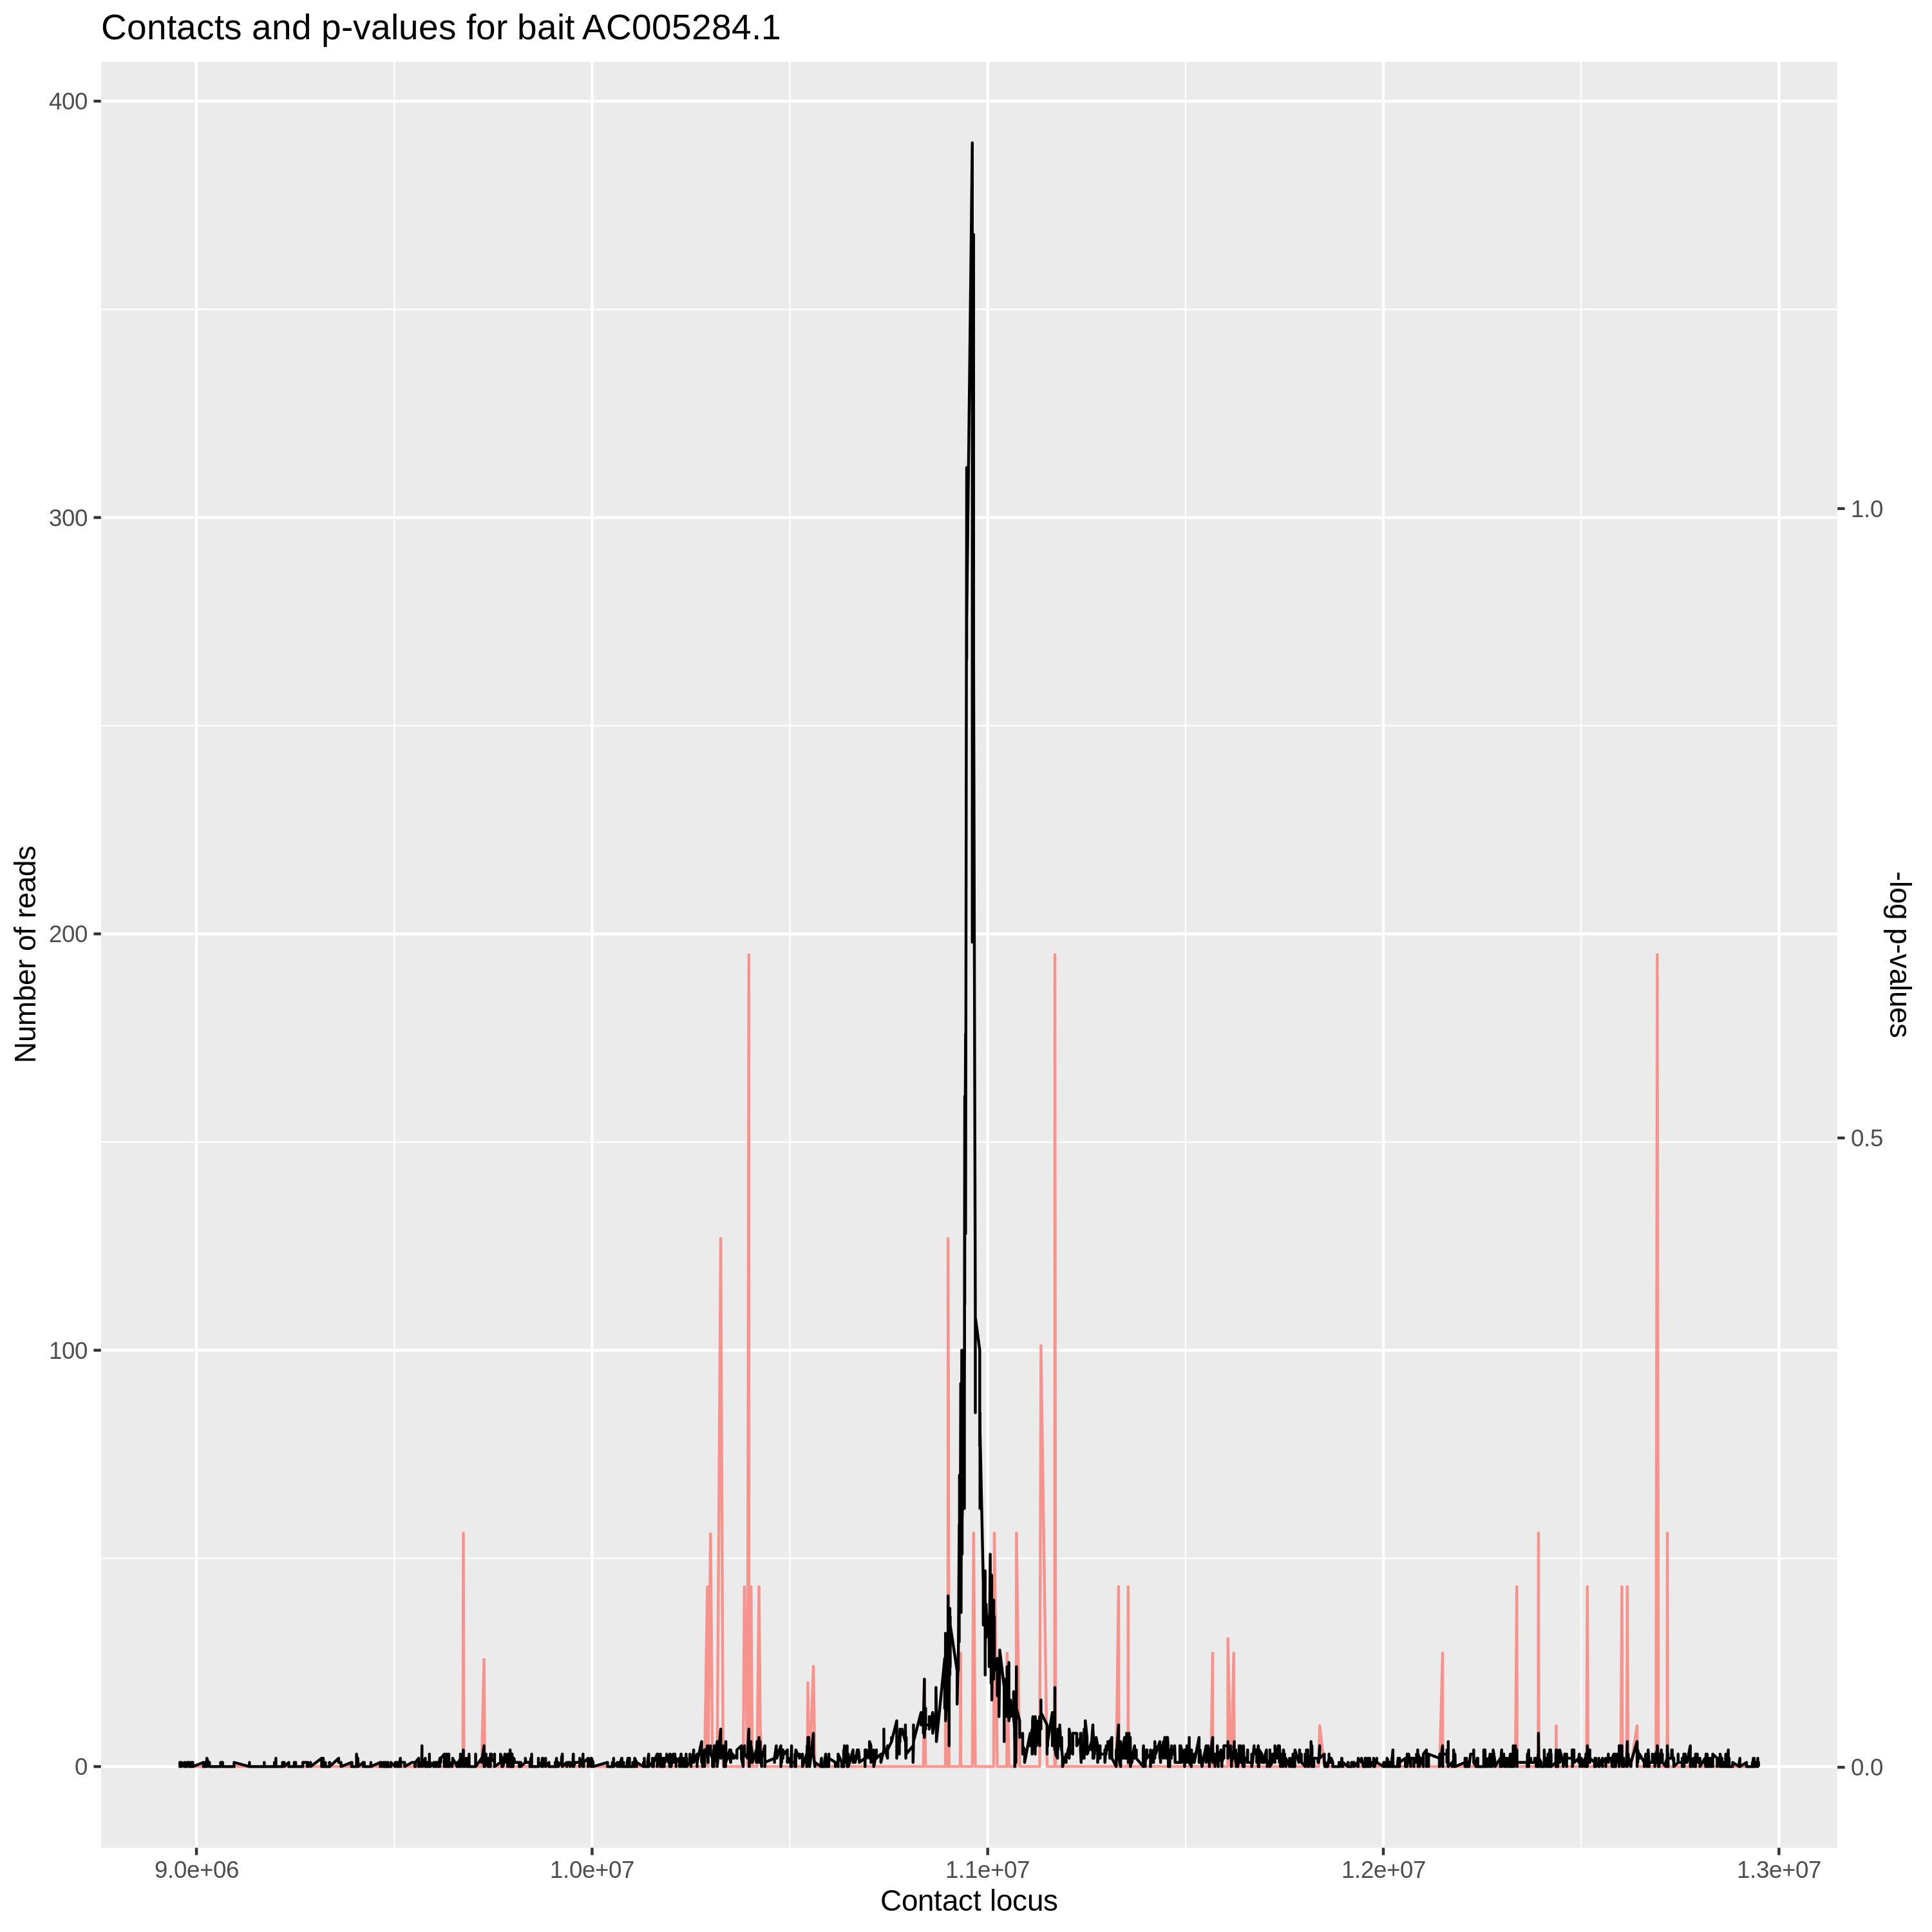 Contacts and p-values for bait AC005284.1
400
300
200
100
0
Number of reads
1.0
0.5
0.0
-log p-values
9.0e+06
1.0e+07
1.1e+07
1.2e+07
1.3e+07
Contact locus